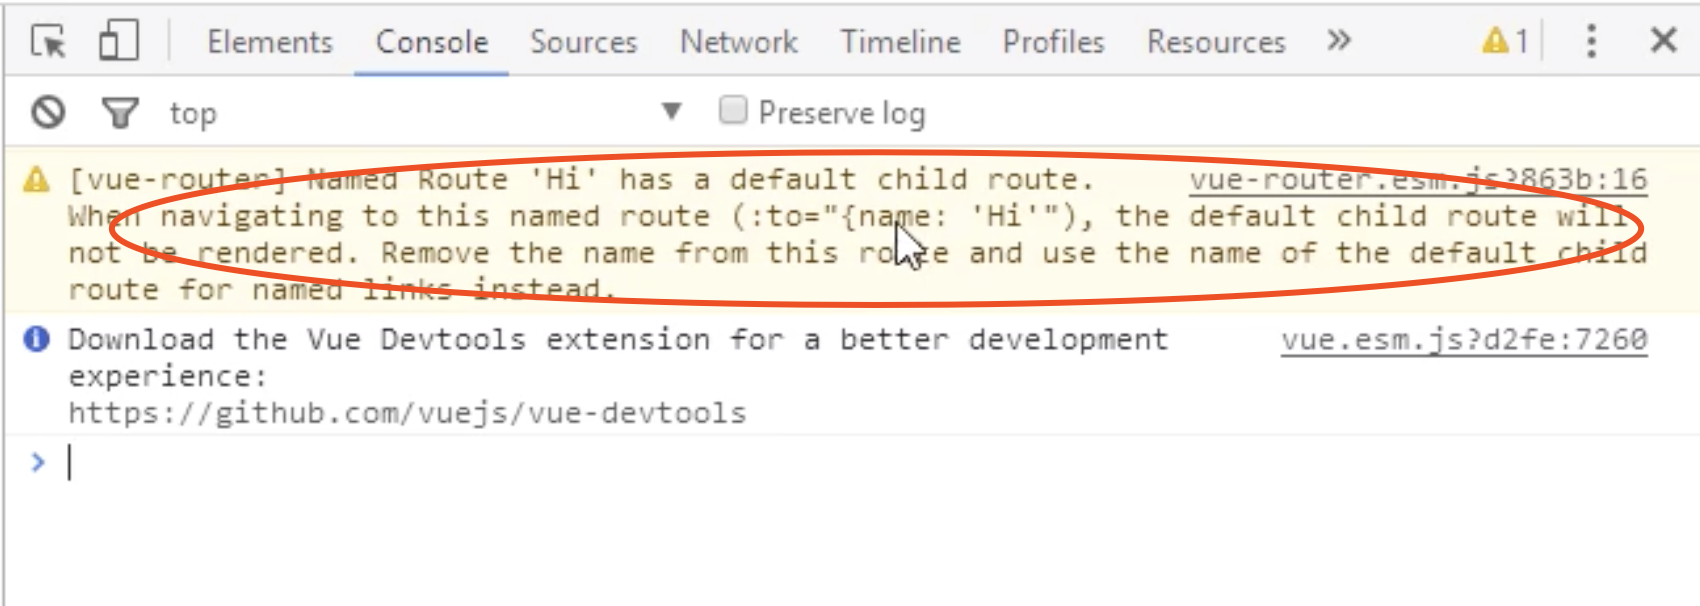 Elements Console Sources Network Timeline Profiles Resources » 1
top Preserve log
[vue-router] Named Route 'Hi' has a default child route. vue-router.esm.js?863b:16
When navigating to this named route (:to="{name: 'Hi'"), the default child route will
not be rendered. Remove the name from this route and use the name of the default child
route for named links instead.
Download the Vue Devtools extension for a better development vue.esm.js?d2fe:7260
experience:
https://github.com/vuejs/vue-devtools
>